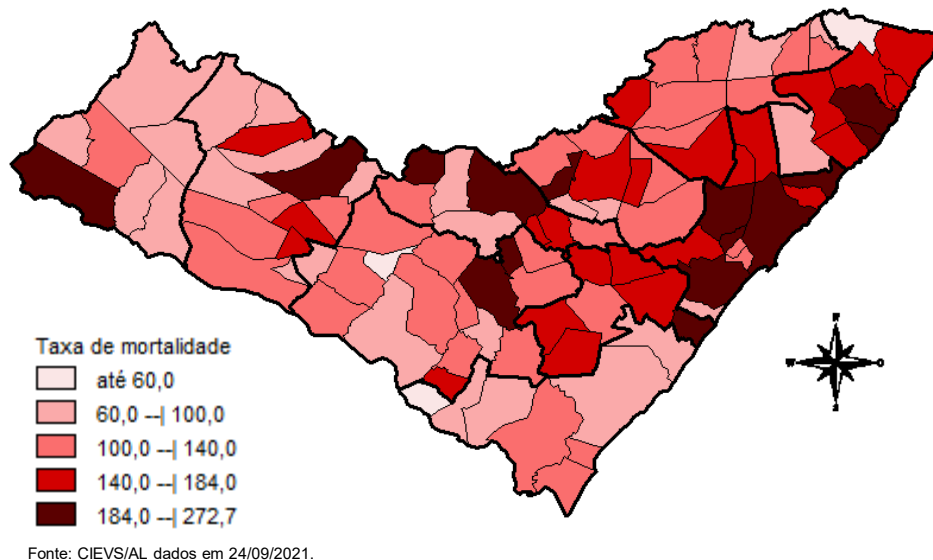 Taxa de mortalidade
até 60,0
60,0 --| 100,0
100,0 --| 140,0
140,0 --| 184,0
184,0 --| 272,7
Fonte: CIEVS/AL dados em 24/09/2021.